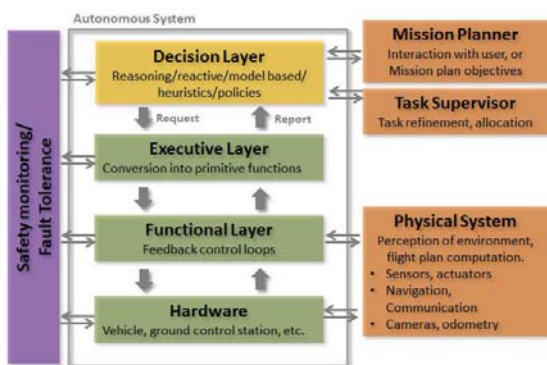 Autonomous System
Safety monitoring/
Fault Tolerance
Decision Layer
Reasoning/reactive/model based/
heuristics/policies
Request
Report
Executive Layer
Conversion into primitive functions
Functional Layer
Feedback control loops
Hardware
Vehicle, ground control station, etc.
Mission Planner
Interaction with user, or
Mission plan objectives
Task Supervisor
Task refinement, allocation
Physical System
Perception of environment,
flight plan computation.
• Sensors, actuators
• Navigation,
Communication
• Cameras, odometry